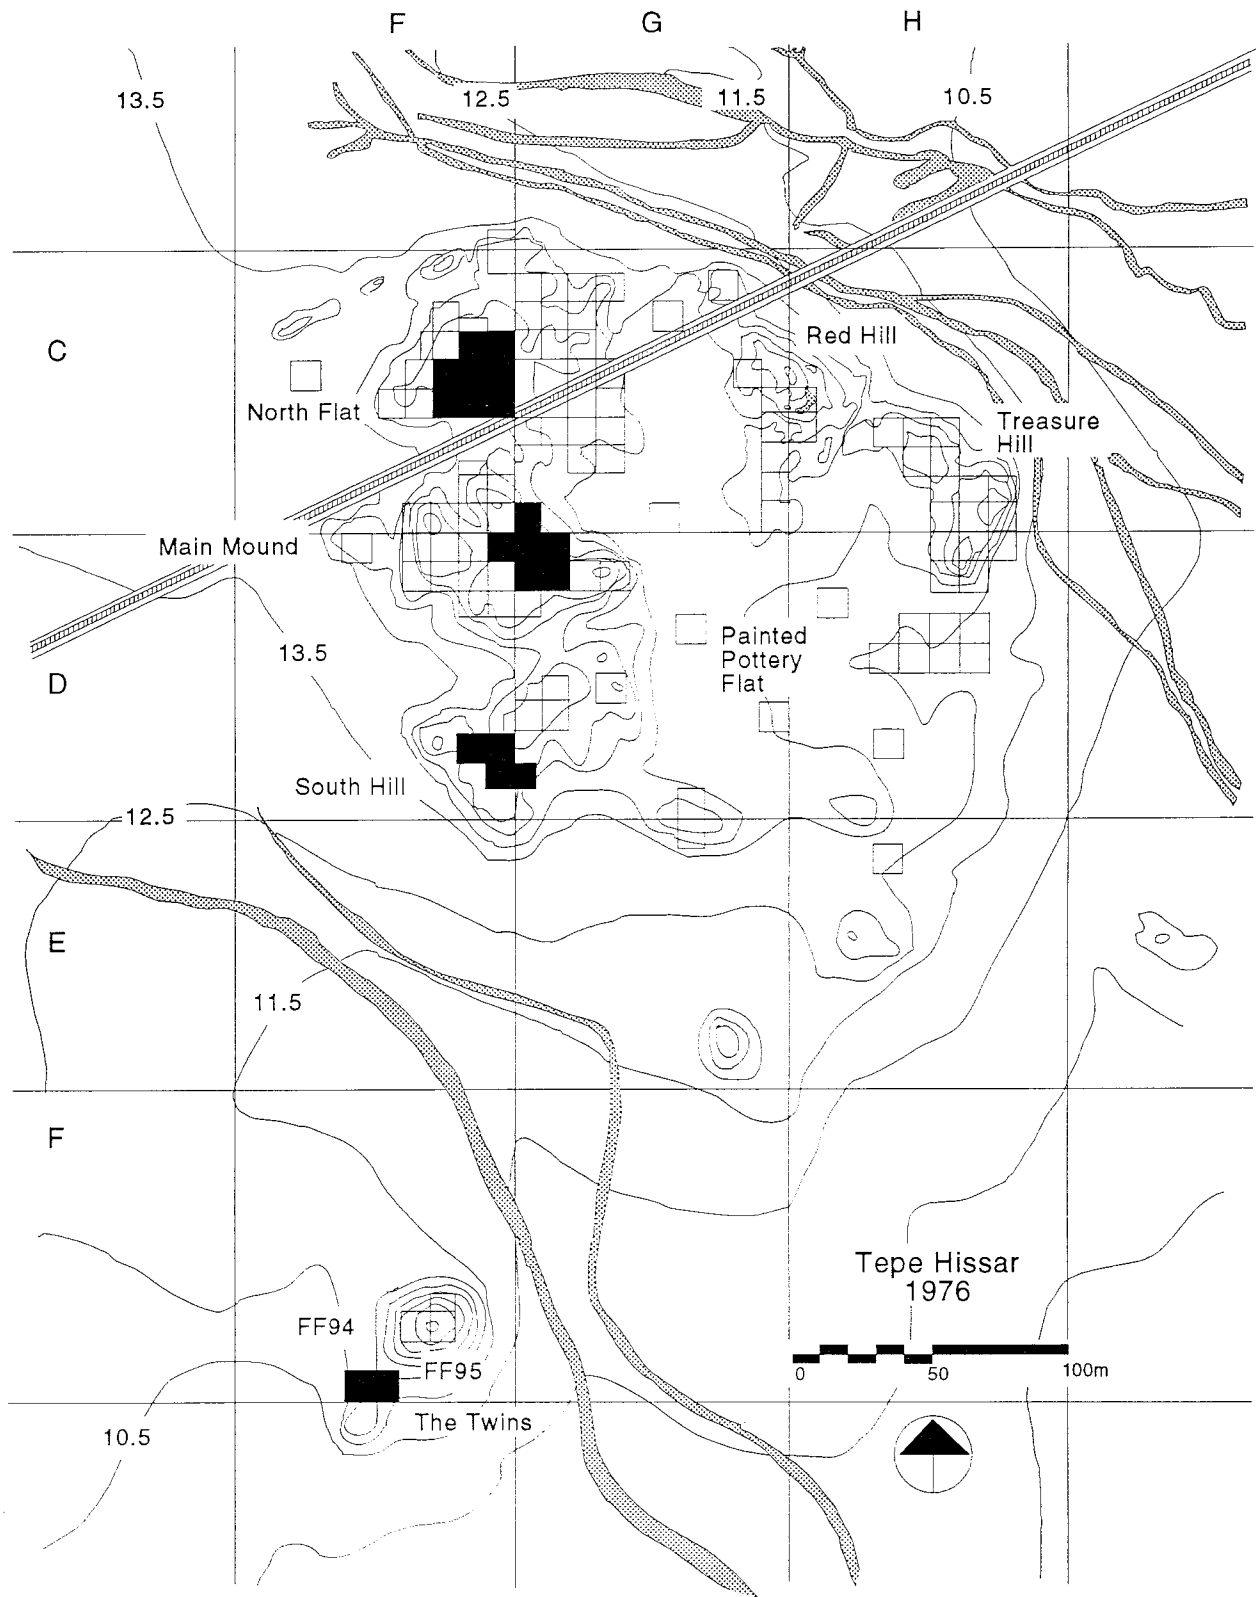 F
G
H
13.5
12.5
11.5
10.5
C
Red Hill
North Flat
Treasure
Hill
Main Mound
13.5
Painted
Pottery
Flat
D
South Hill
12.5
E
11.5
F
Tepe Hissar
1976
FF94
FF95
0
50
100m
The Twins
10.5